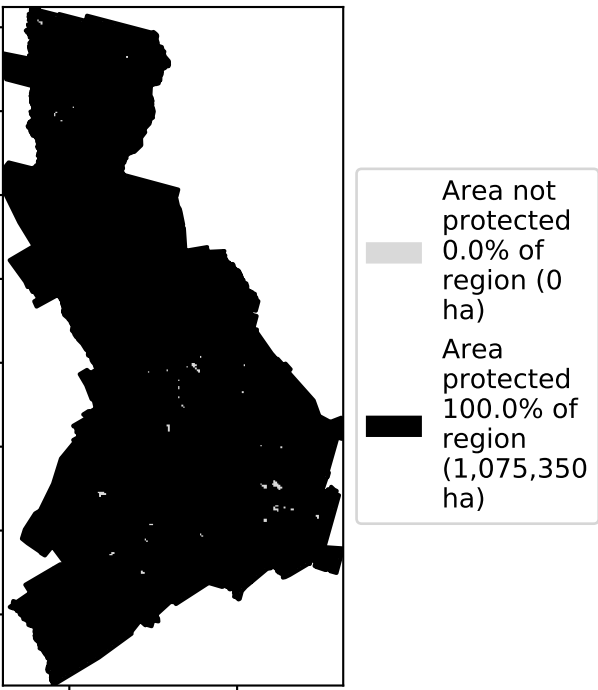 Area not
protected
0.0% of
region (0
ha)
Area
protected
100.0% of
region
(1,075,350
ha)